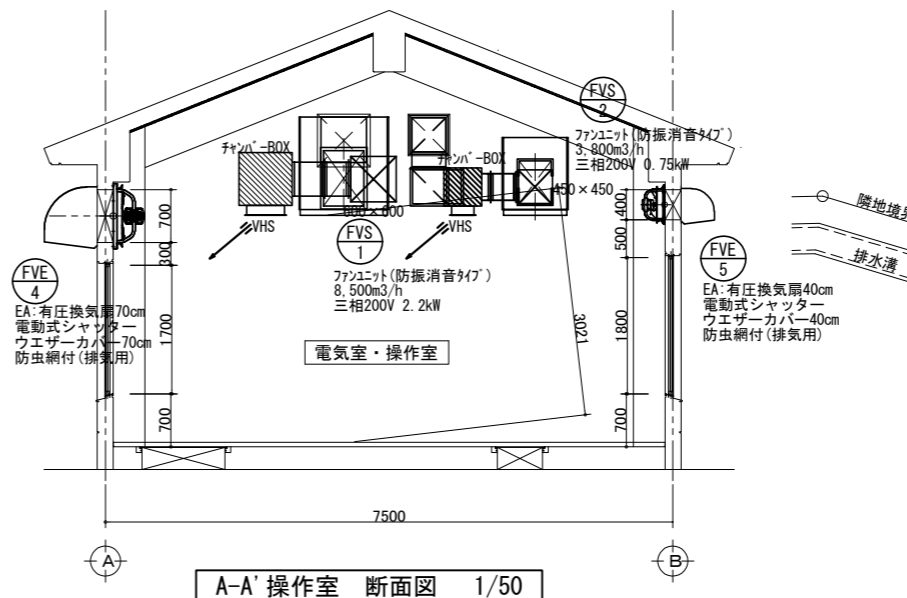 FVS
2
ファンユニット(防振消音タイプ)
3,800m3/h
三相200V 0.75kW
チャンバｰBOX
チャンバｰBOX
450×450
600×600
VHS
VHS
FVS
1
ファンユニット(防振消音タイプ)
8,500m3/h
三相200V 2.2kW
700
300
1700
700
400
500
1800
700
3021
FVE
4
EA:有圧換気扇70cm
電動式シャッター
ウエザーカバー70cm
防虫網付(排気用)
FVE
5
EA:有圧換気扇40cm
電動式シャッター
ウエザーカバー40cm
防虫網付(排気用)
隣地境界
排水溝
電気室・操作室
7500
A
B
A-A' 操作室 断面図 1/50